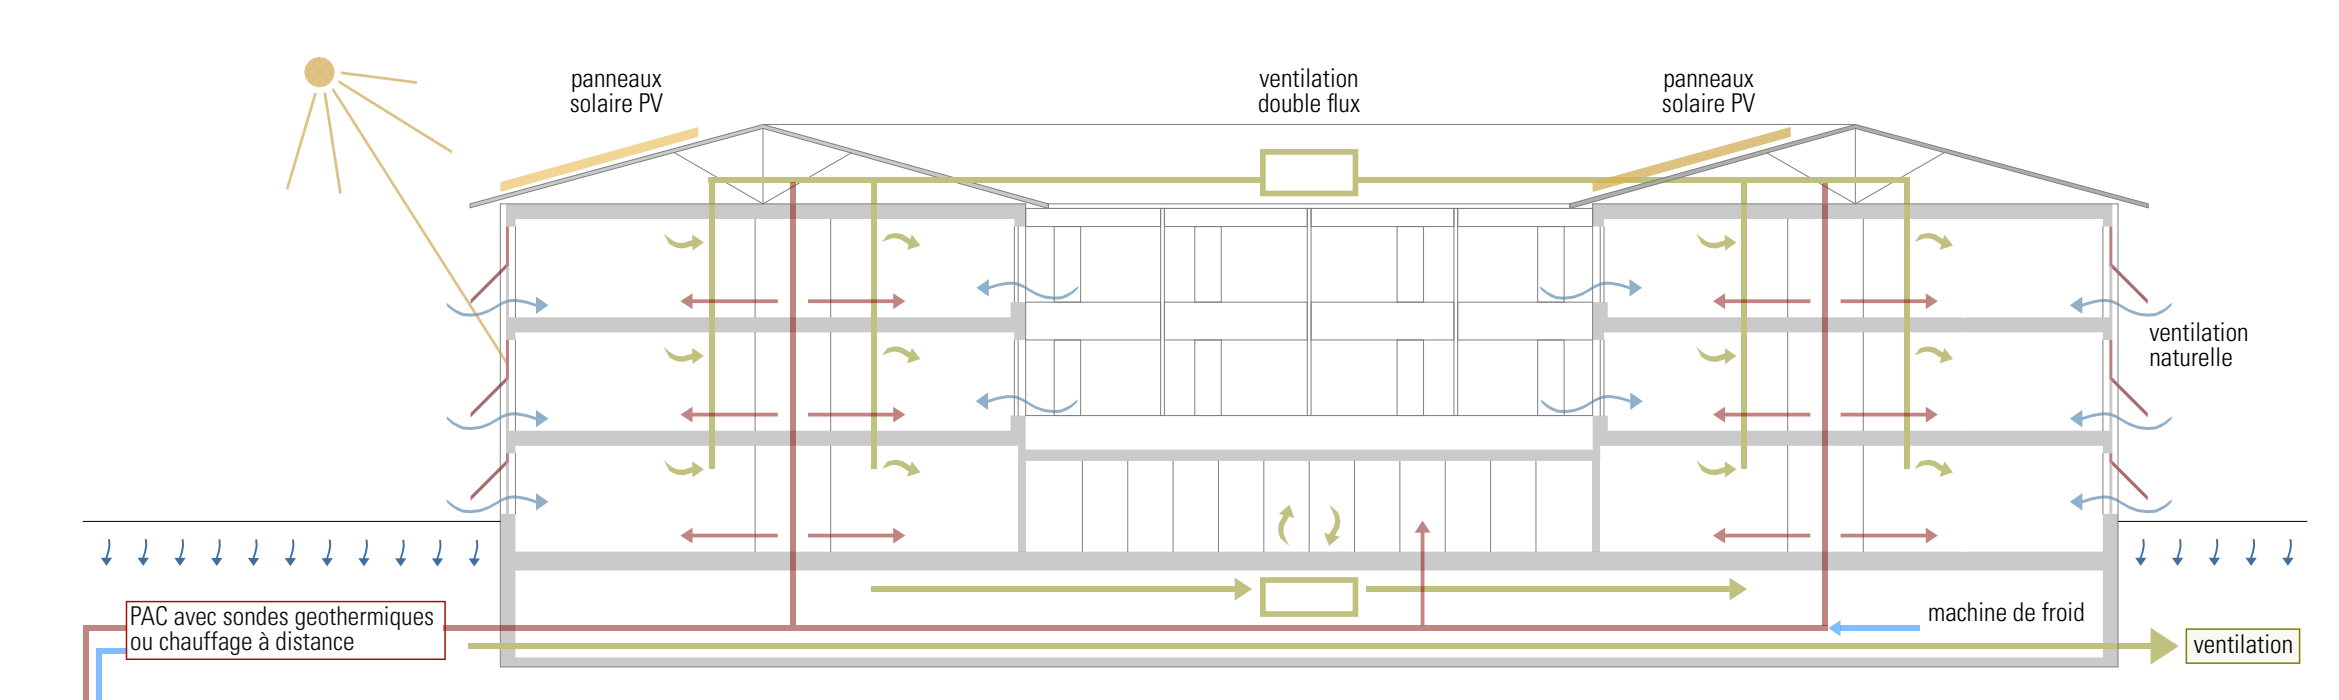 panneaux
solaire PV
ventilation
double flux
panneaux
solaire PV
ventilation
naturelle
PAC avec sondes geothermiques
ou chauffage à distance
machine de froid
ventilation